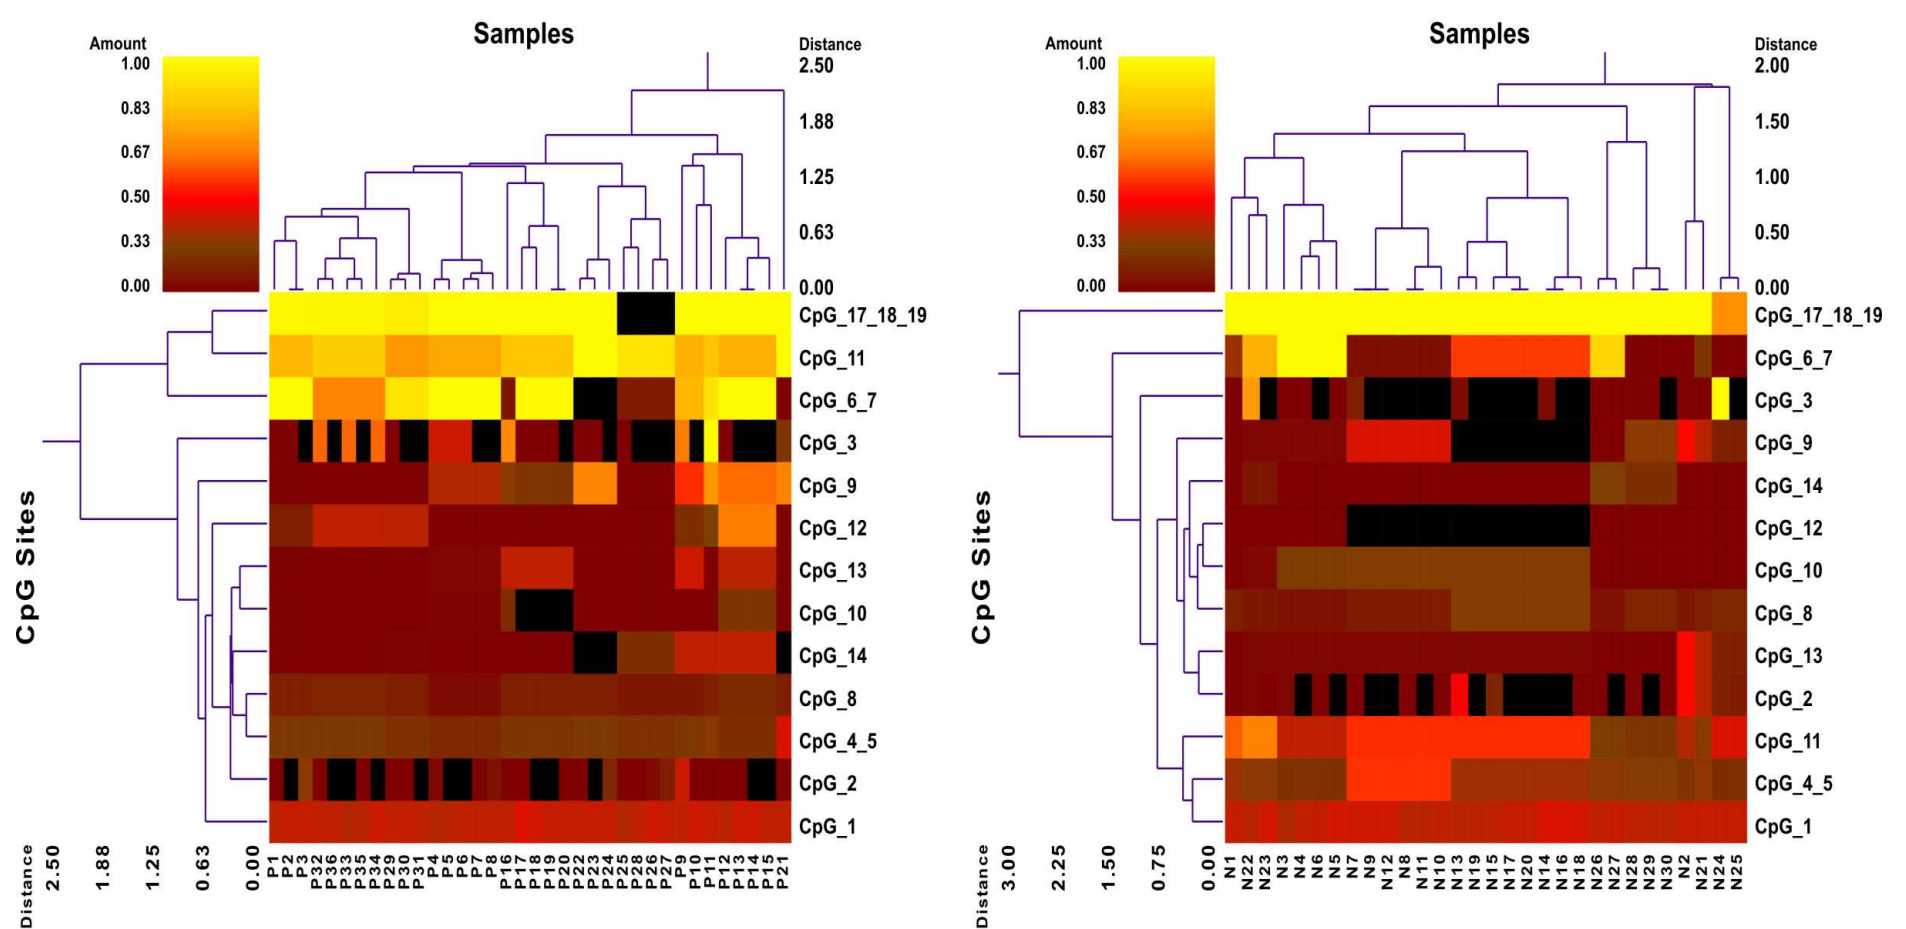 Samples
Amount
1.00
0.83
0.67
0.50
0.33
0.00
Distance
2.50
1.88
1.25
0.63
0.00
CpG_17_18_19
CpG_11
CpG_6_7
CpG_3
CpG_9
CpG_12
CpG_13
CpG_10
CpG_14
CpG_8
CpG_4_5
CpG_2
CpG_1
CpG Sites
Distance
2.50
1.88
1.25
0.63
0.00
P1
P2
P3
P32
P36
P33
P35
P34
P29
P30
P31
P4
P5
P6
P7
P8
P16
P17
P18
P19
P20
P22
P23
P24
P25
P28
P26
P27
P9
P10
P11
P12
P13
P14
P15
P21
Samples
Amount
1.00
0.83
0.67
0.50
0.33
0.00
Distance
2.00
1.50
1.00
0.50
0.00
CpG_17_18_19
CpG_6_7
CpG_3
CpG_9
CpG_14
CpG_12
CpG_10
CpG_8
CpG_13
CpG_2
CpG_11
CpG_4_5
CpG_1
CpG Sites
Distance
3.00
2.25
1.50
0.75
0.00
N1
N22
N23
N3
N4
N6
N5
N7
N9
N12
N8
N11
N10
N13
N19
N15
N17
N20
N14
N16
N18
N26
N27
N28
N29
N30
N2
N21
N24
N25